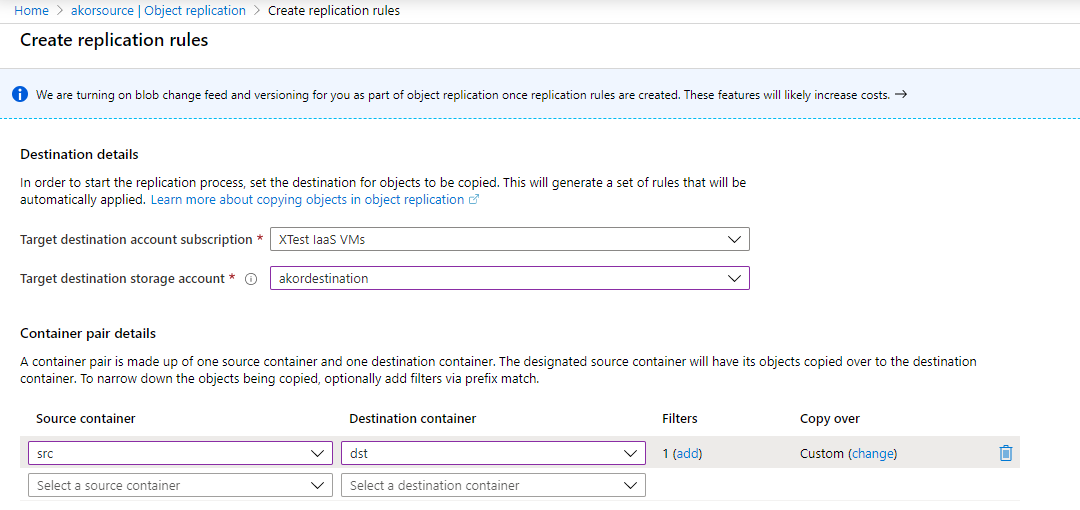 Home > akorsource | Object replication > Create replication rules
Create replication rules
We are turning on blob change feed and versioning for you as part of object replication once replication rules are created. These features will likely increase costs. →
Destination details
In order to start the replication process, set the destination for objects to be copied. This will generate a set of rules that will be
automatically applied. Learn more about copying objects in object replication
Target destination account subscription * XTest IaaS VMs
Target destination storage account * akordestination
Container pair details
A container pair is made up of one source container and one destination container. The designated source container will have its objects copied over to the destination
container. To narrow down the objects being copied, optionally add filters via prefix match.
Source container Destination container Filters Copy over
src dst 1 (add) Custom (change)
Select a source container Select a destination container